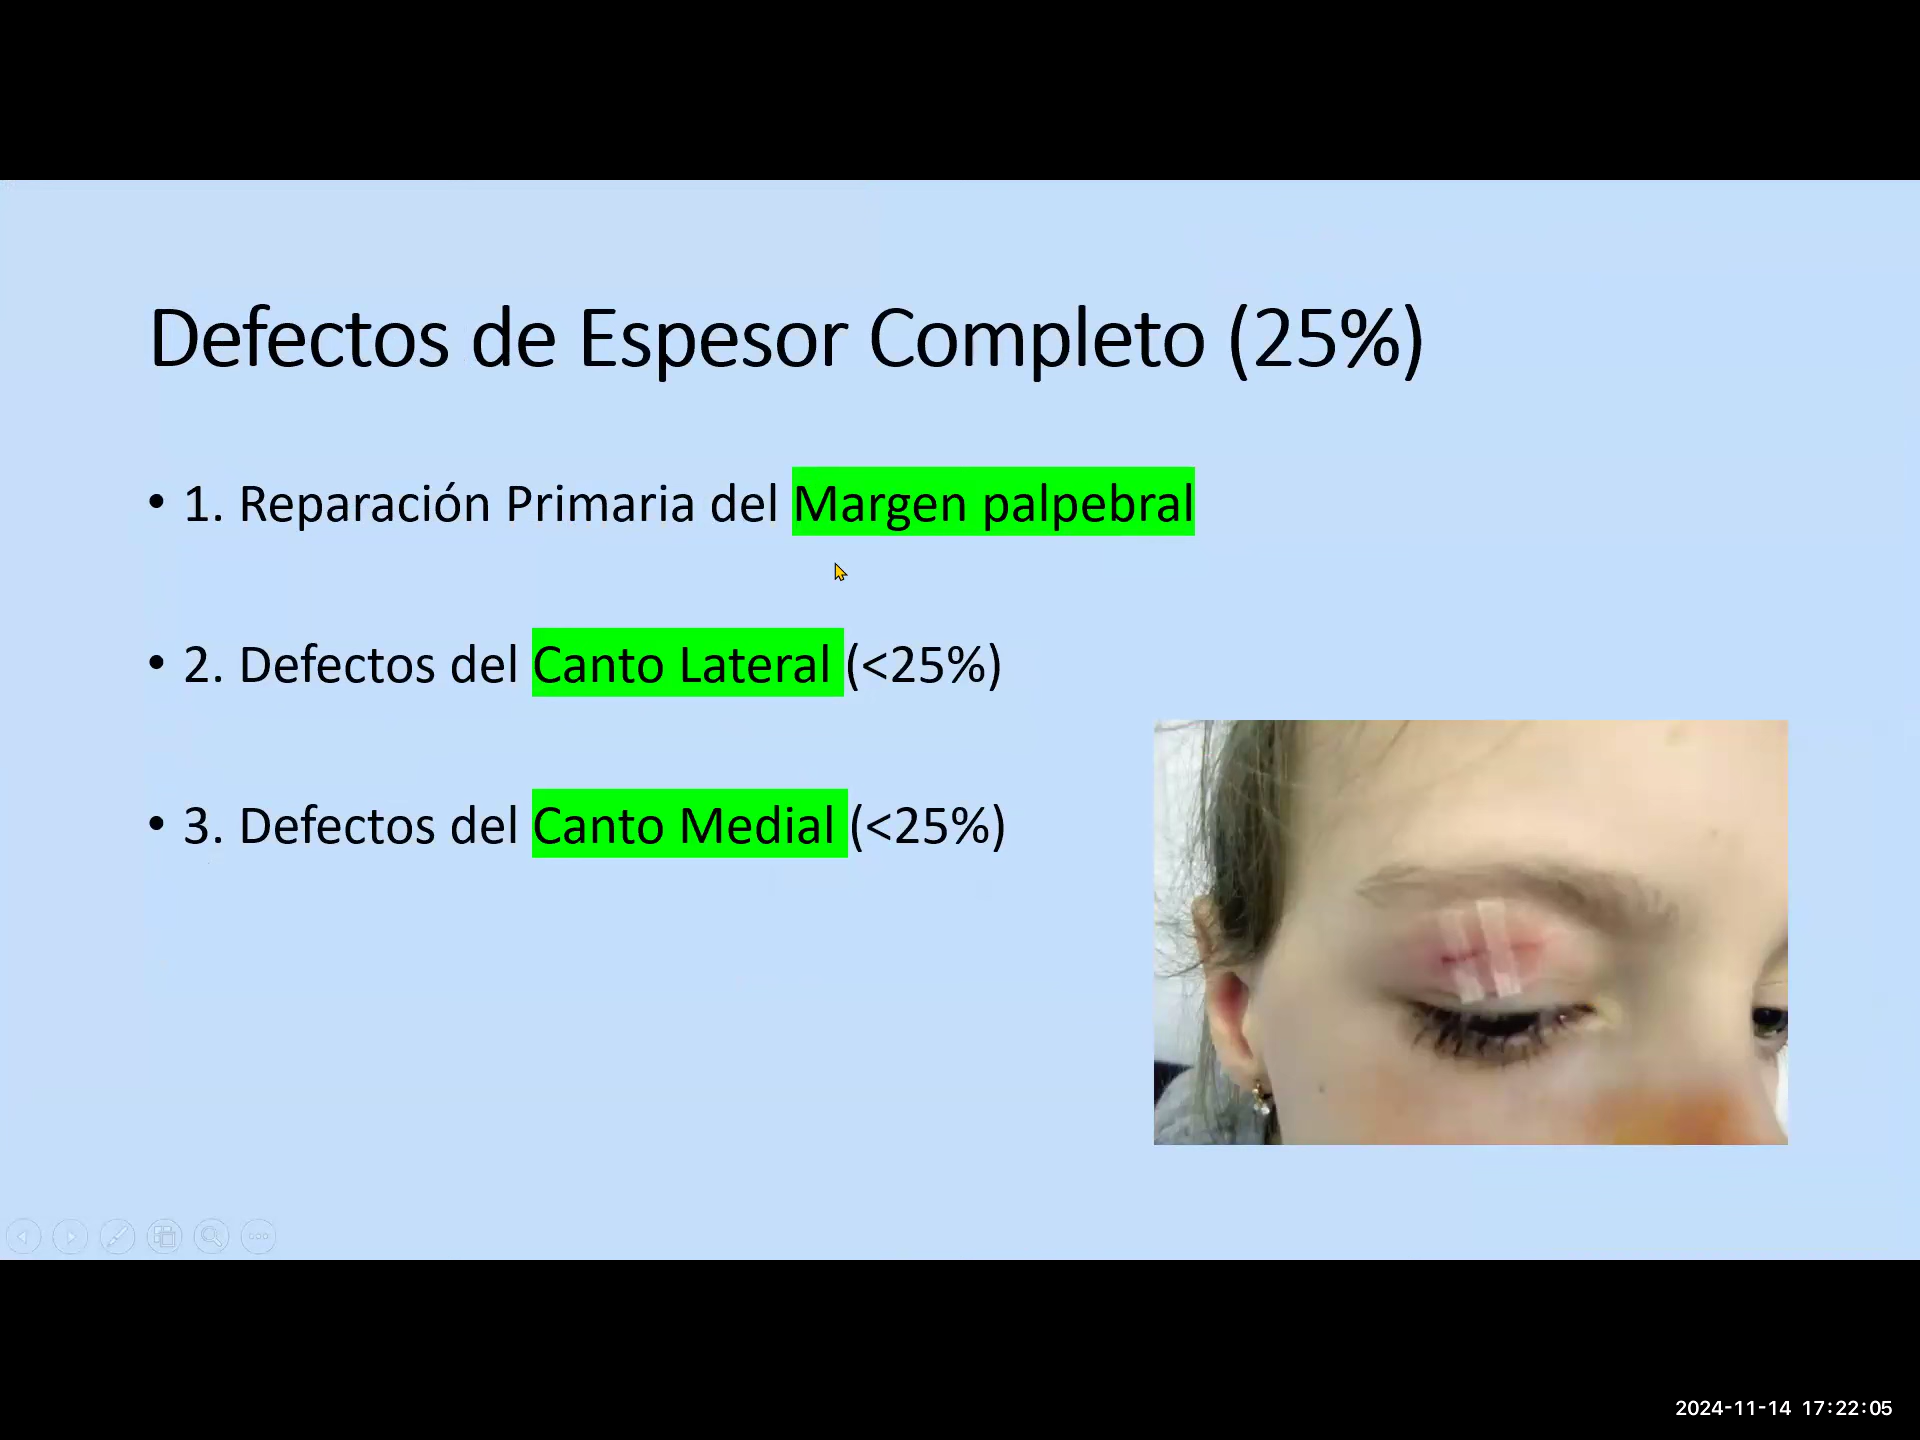 Defectos de Espesor Completo (25%)
• 1. Reparación Primaria del Margen palpebral
• 2. Defectos del Canto Lateral (<25%)
• 3. Defectos del Canto Medial (<25%)
2024-11-14 17:22:05